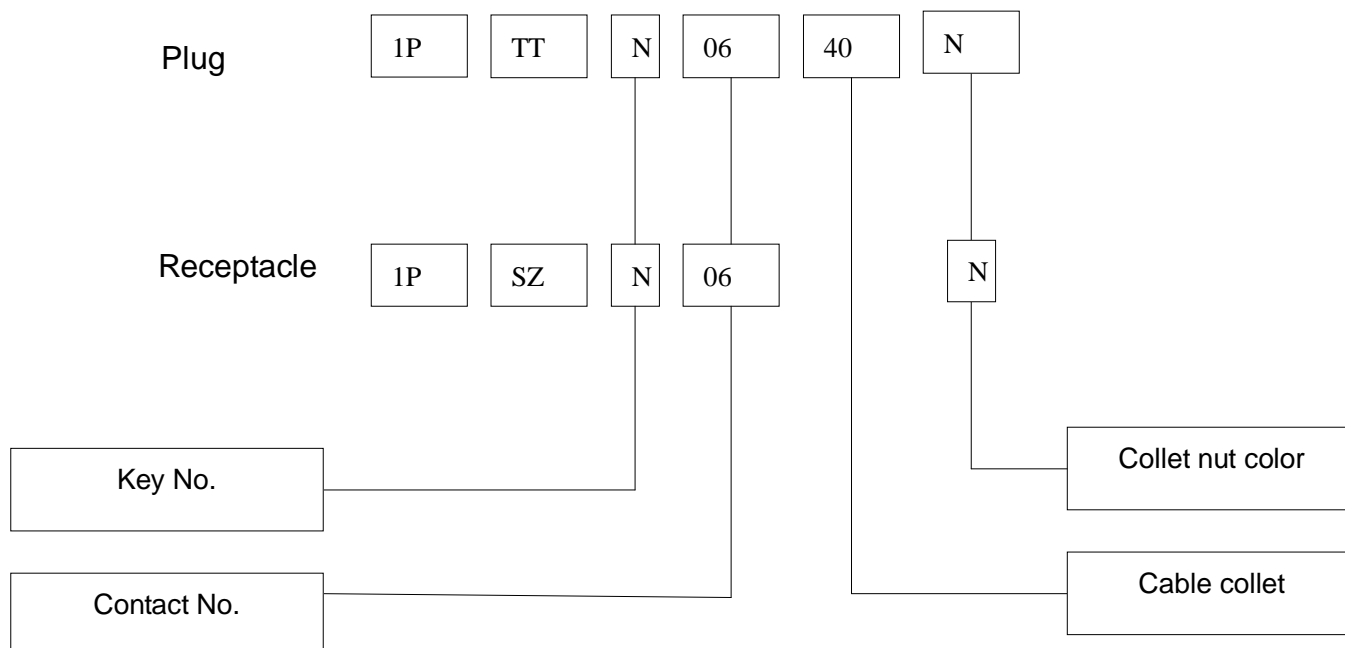 Plug 1P TT N 06 40 N
Receptacle 1P SZ N 06 N
Key No.
Collet nut color
Contact No.
Cable collet